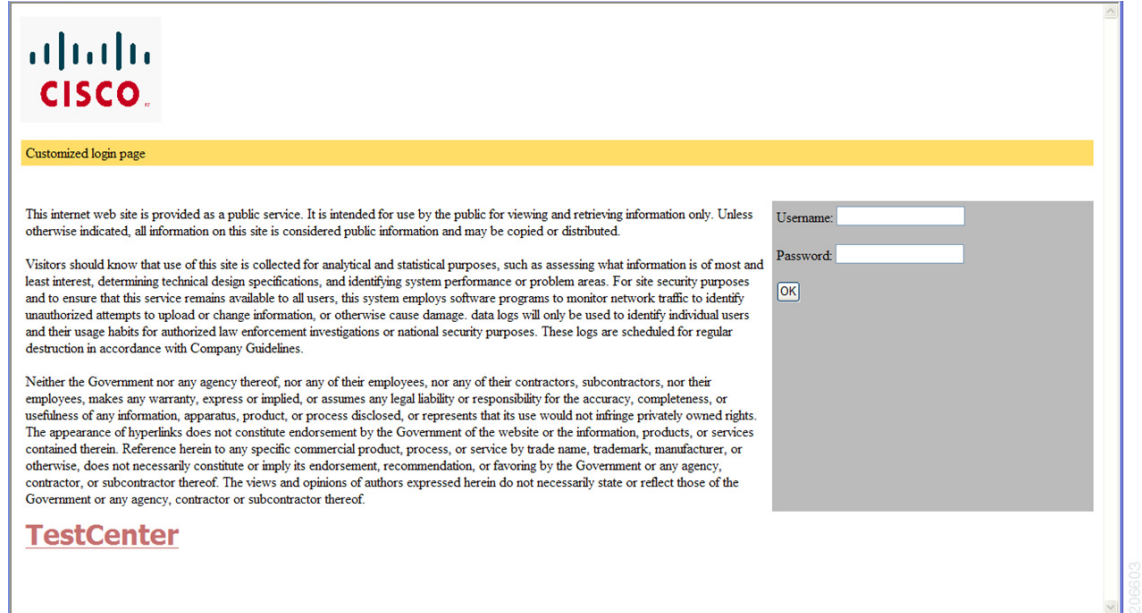 CISCO
Customized login page
This internet web site is provided as a public service. It is intended for use by the public for viewing and retrieving information only. Unless
otherwise indicated, all information on this site is considered public information and may be copied or distributed.
Visitors should know that use of this site is collected for analytical and statistical purposes, such as assessing what information is of most and
least interest, determining technical design specifications, and identifying system performance or problem areas. For site security purposes
and to ensure that this service remains available to all users, this system employs software programs to monitor network traffic to identify
unauthorized attempts to upload or change information, or otherwise cause damage. data logs will only be used to identify individual users
and their usage habits for authorized law enforcement investigations or national security purposes. These logs are scheduled for regular
destruction in accordance with Company Guidelines.
Neither the Government nor any agency thereof, nor any of their employees, nor any of their contractors, subcontractors, nor their
employees, makes any warranty, express or implied, or assumes any legal liability or responsibility for the accuracy, completeness, or
usefulness of any information, apparatus, product, or process disclosed, or represents that its use would not infringe privately owned rights.
The appearance of hyperlinks does not constitute endorsement by the Government of the website or the information, products, or services
contained therein. Reference herein to any specific commercial product, process, or service by trade name, trademark, manufacturer, or
otherwise, does not necessarily constitute or imply its endorsement, recommendation, or favoring by the Government or any agency,
contractor, or subcontractor thereof. The views and opinions of authors expressed herein do not necessarily state or reflect those of the
Government or any agency, contractor or subcontractor thereof.
TestCenter
Username:
Password:
OK
206603